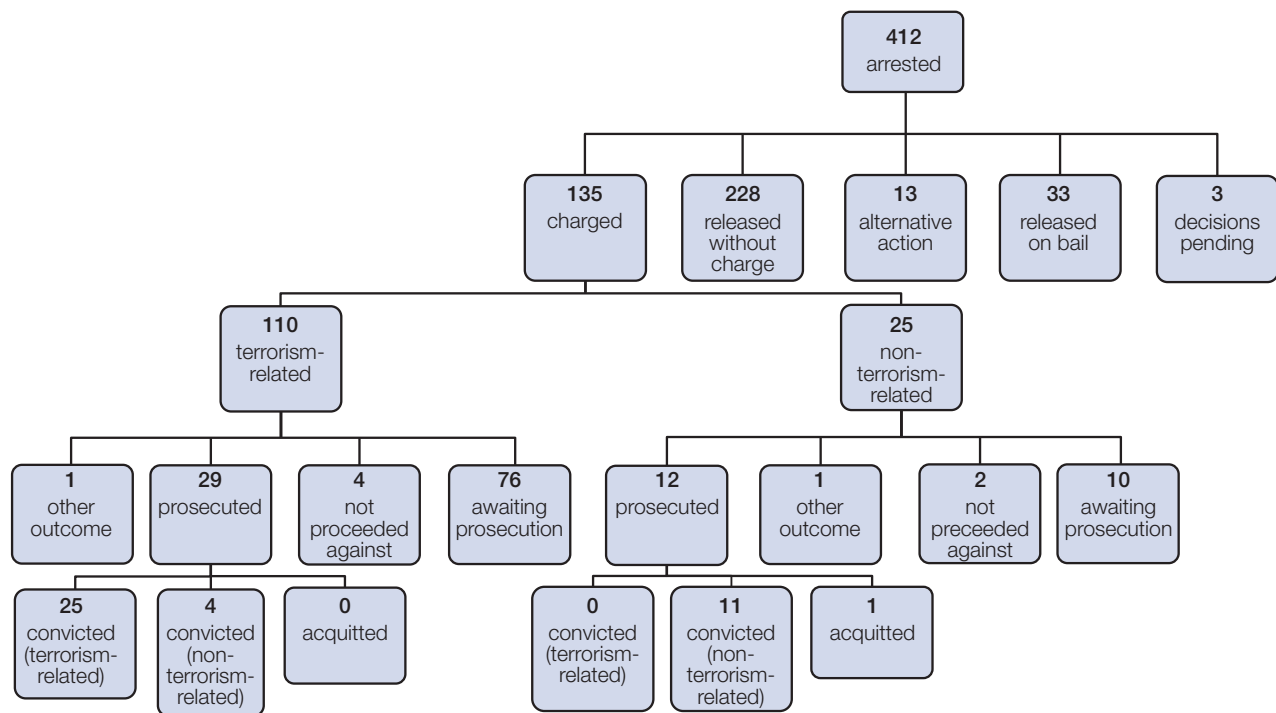 412
arrested
135
charged
228
released
without
charge
13
alternative
action
33
released
on bail
3
decisions
pending
110
terrorism-
related
25
non-
terrorism-
related
1
other
outcome
29
prosecuted
4
not
proceeded
against
76
awaiting
prosecution
12
prosecuted
1
other
outcome
2
not
preceeded
against
10
awaiting
prosecution
25
convicted
(terrorism-
related)
4
convicted
(non-
terrorism-
related)
0
acquitted
0
convicted
(terrorism-
related)
11
convicted
(non-
terrorism-
related)
1
acquitted